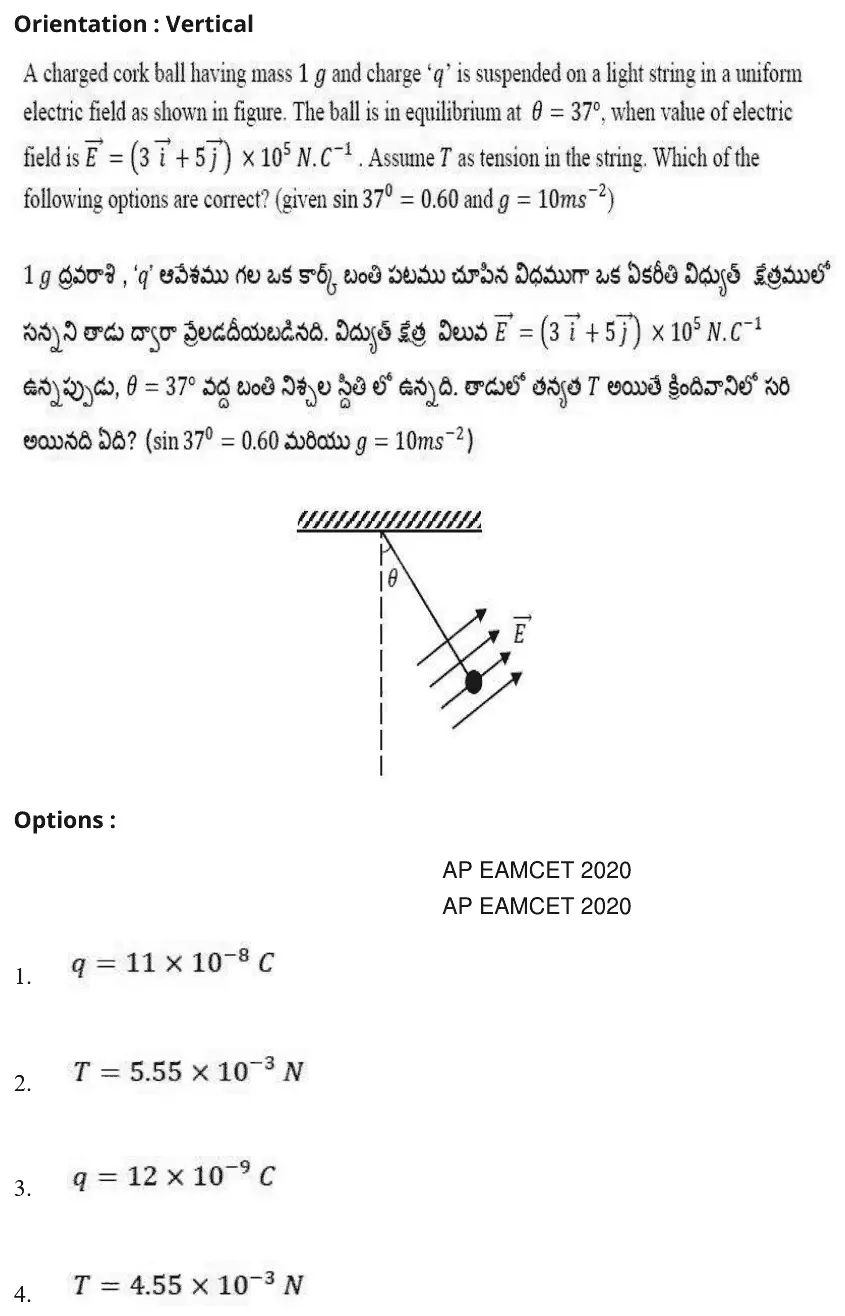 Orientation : Vertical
A charged cork ball having mass 1 g and charge ‘q’ is suspended on a light string in a uniform
electric field as shown in figure. The ball is in equilibrium at θ = 37°, when value of electric
field is E⃗ = (3 i⃗ + 5j⃗) × 10⁵ N.C⁻¹ . Assume T as tension in the string. Which of the
following options are correct? (given sin 37⁰ = 0.60 and g = 10ms⁻²)
1 g ద్రవరాశి , ‘q’ ఆవేశము గల ఒక కార్క్ బంతి పటము చూపిన విధముగా ఒక ఏకరీతి విధ్యుత్ క్షేత్రములో
సన్నని తాడు ద్వారా వ్రేలడదీయబడినది. విద్యుత్ క్షేత్ర విలువ E⃗ = (3 i⃗ + 5j⃗) × 10⁵ N.C⁻¹
ఉన్నప్పుడు, θ = 37° వద్ద బంతి నిశ్చల స్థితి లో ఉన్నది. తాడులో తన్యత T అయితే క్రిందివానిలో సరి
అయినది ఏది? (sin 37⁰ = 0.60 మరియు g = 10ms⁻²)
θ
E⃗
Options :
AP EAMCET 2020
AP EAMCET 2020
1. q = 11 × 10⁻⁸ C
2. T = 5.55 × 10⁻³ N
3. q = 12 × 10⁻⁹ C
4. T = 4.55 × 10⁻³ N